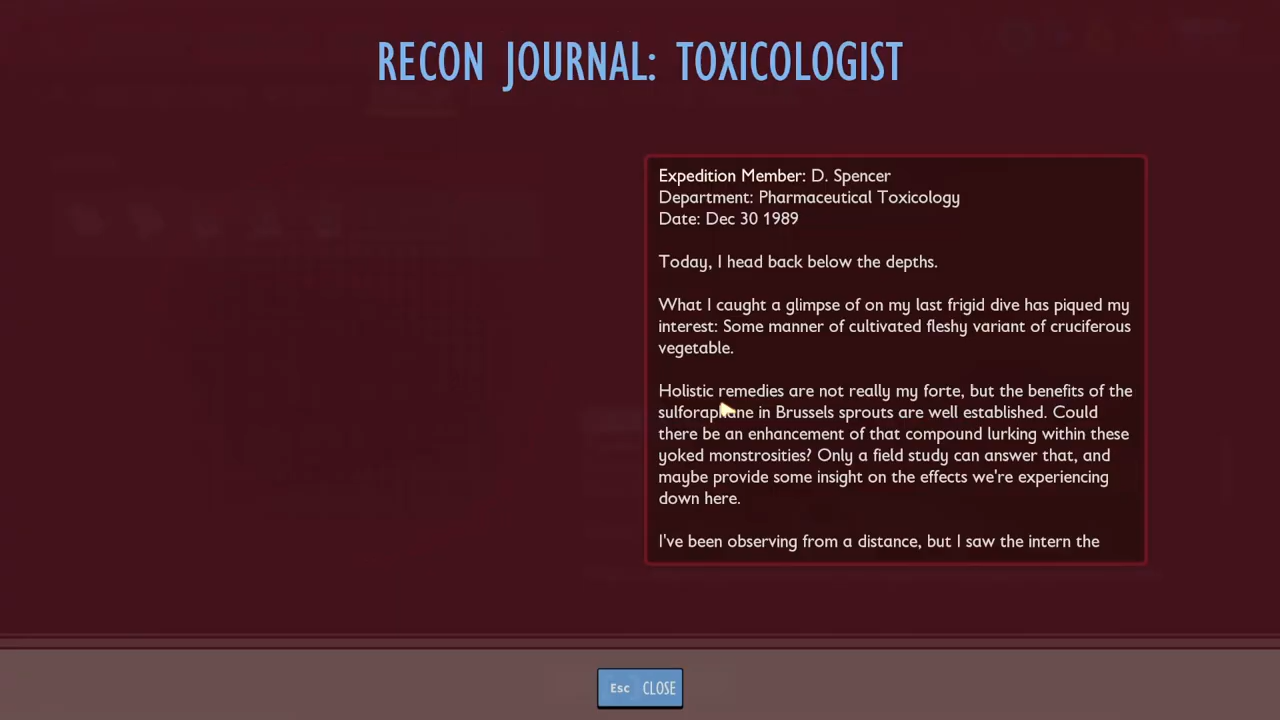 RECON JOURNAL: TOXICOLOGIST
Expedition Member: D. Spencer
Department: Pharmaceutical Toxicology
Date: Dec 30 1989
Today, I head back below the depths.
What I caught a glimpse of on my last frigid dive has piqued my
interest: Some manner of cultivated fleshy variant of cruciferous
vegetable.
Holistic remedies are not really my forte, but the benefits of the
sulforaphane in Brussels sprouts are well established. Could
there be an enhancement of that compound lurking within these
yoked monstrosities? Only a field study can answer that, and
maybe provide some insight on the effects we're experiencing
down here.
I've been observing from a distance, but I saw the intern the
Esc CLOSE